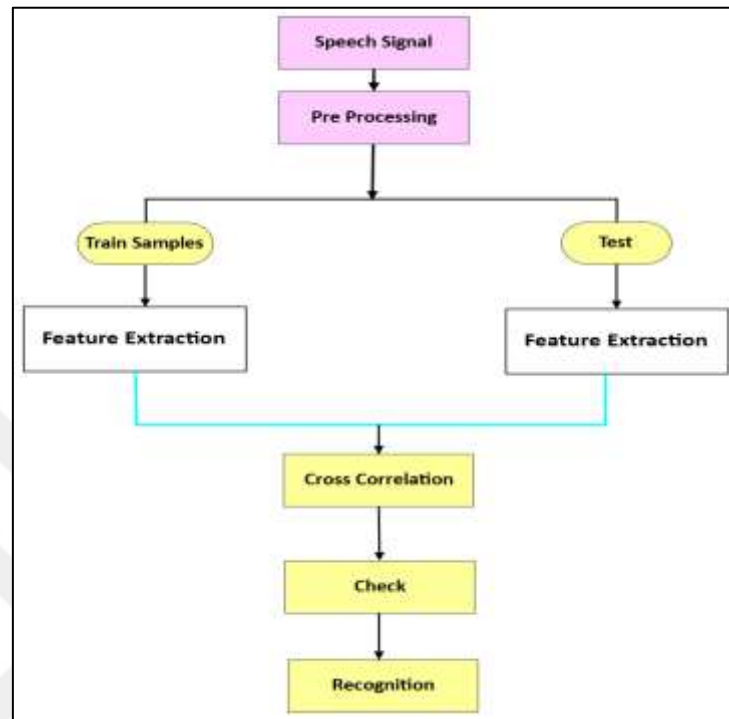 Speech Signal
Pre Processing
Train Samples
Test
Feature Extraction
Feature Extraction
Cross Correlation
Check
Recognition